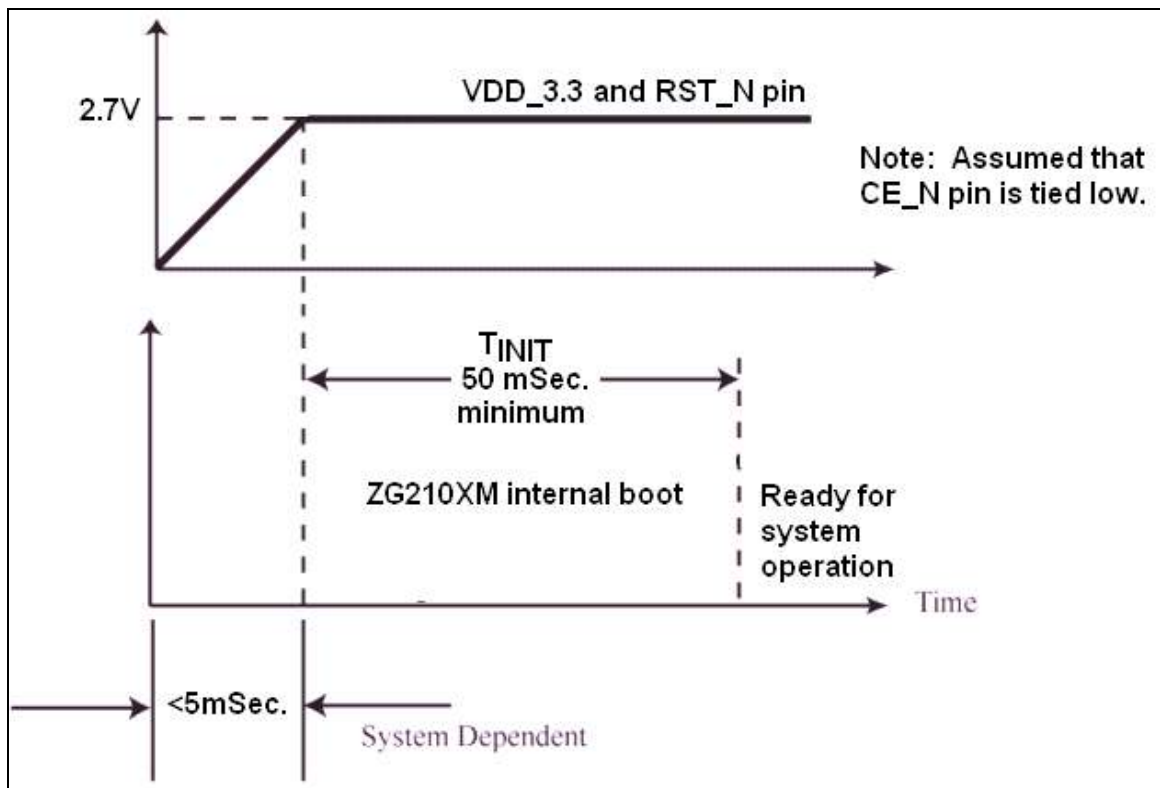 2.7V
VDD_3.3 and RST_N pin
Note: Assumed that
CE_N pin is tied low.
TINIT
50 mSec.
minimum
ZG210XM internal boot
Ready for
system
operation
Time
<5mSec.
System Dependent